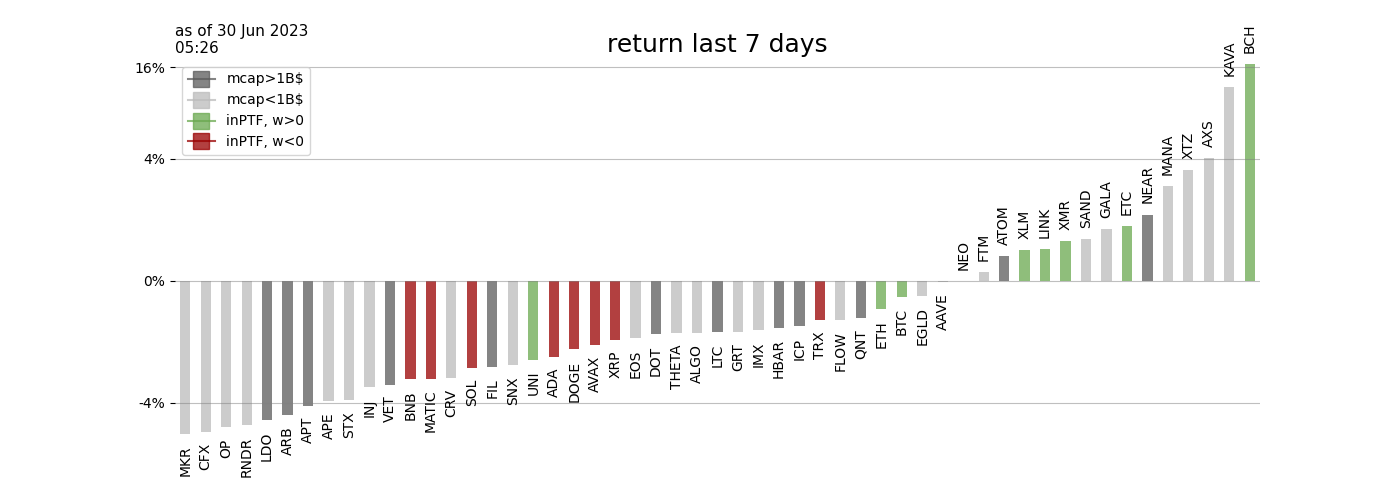 as of 30 Jun 2023
05:26
return last 7 days
16%
4%
0%
-4%
mcap>1B$
mcap<1B$
inPTF, w>0
inPTF, w<0
MKR
CFX
OP
RNDR
LDO
ARB
APT
APE
STX
INJ
VET
BNB
MATIC
CRV
SOL
FIL
SNX
UNI
ADA
DOGE
AVAX
XRP
EOS
DOT
THETA
ALGO
LTC
GRT
IMX
HBAR
ICP
TRX
FLOW
QNT
ETH
BTC
EGLD
AAVE
NEO
FTM
ATOM
XLM
LINK
XMR
SAND
GALA
ETC
NEAR
MANA
XTZ
AXS
KAVA
BCH